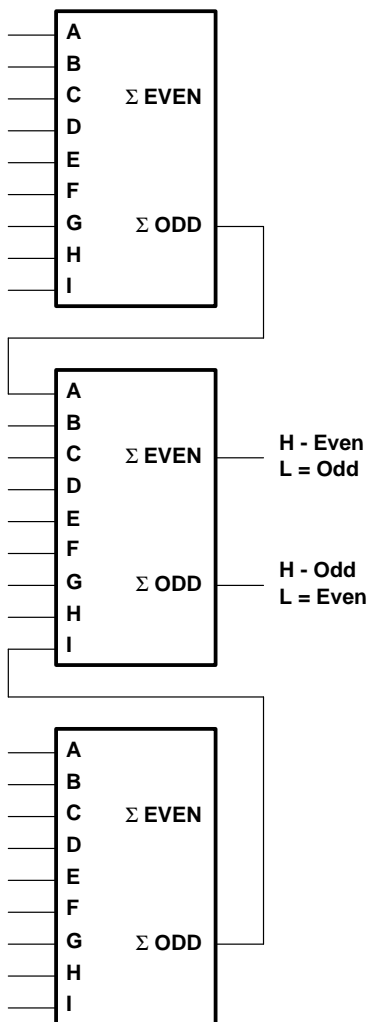 A
B
C Σ EVEN
D
E
F
G Σ ODD
H
I
A
B
C Σ EVEN
D
E
F
G Σ ODD
H
I
H - Even
L = Odd
H - Odd
L = Even
A
B
C Σ EVEN
D
E
F
G Σ ODD
H
I